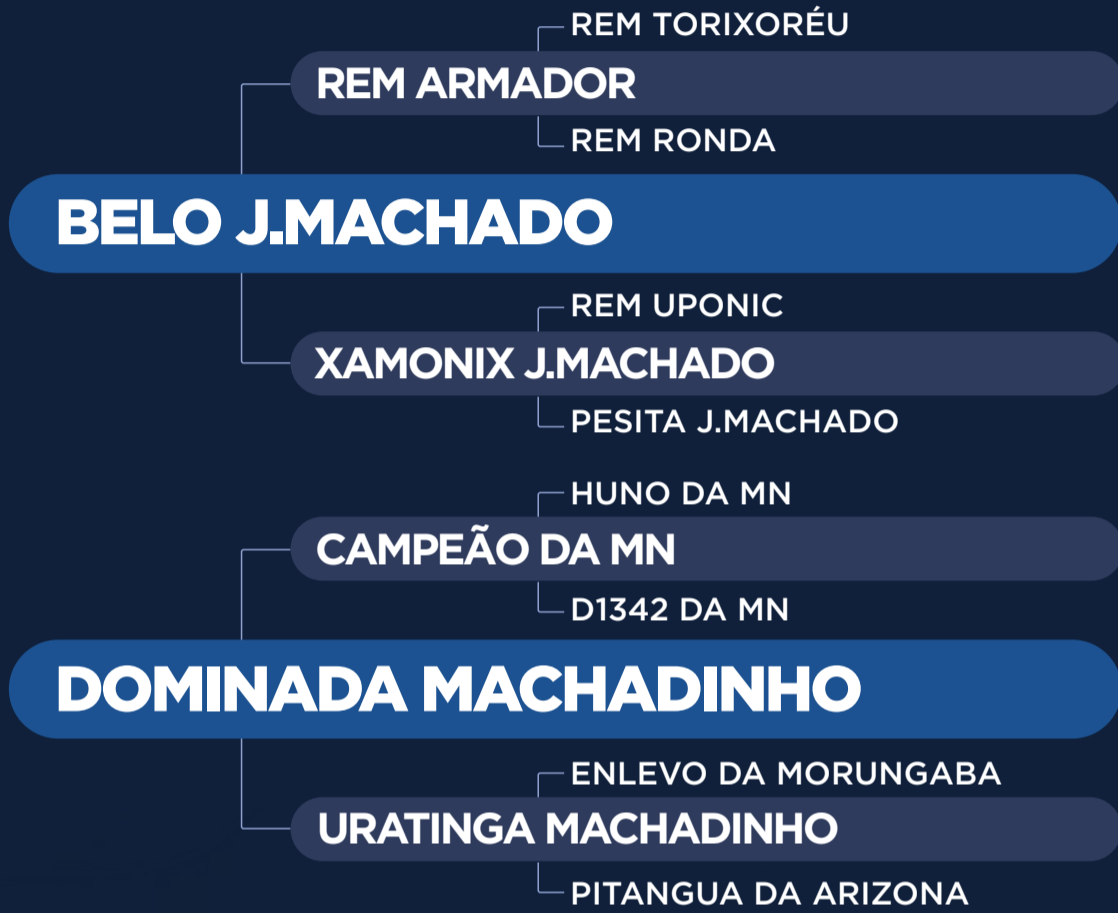 REM TORIXORÉU
REM ARMADOR
REM RONDA
BELO J.MACHADO
REM UPONIC
XAMONIX J.MACHADO
PESITA J.MACHADO
HUNO DA MN
CAMPEÃO DA MN
D1342 DA MN
DOMINADA MACHADINHO
ENLEVO DA MORUNGABA
URATINGA MACHADINHO
PITANGUA DA ARIZONA